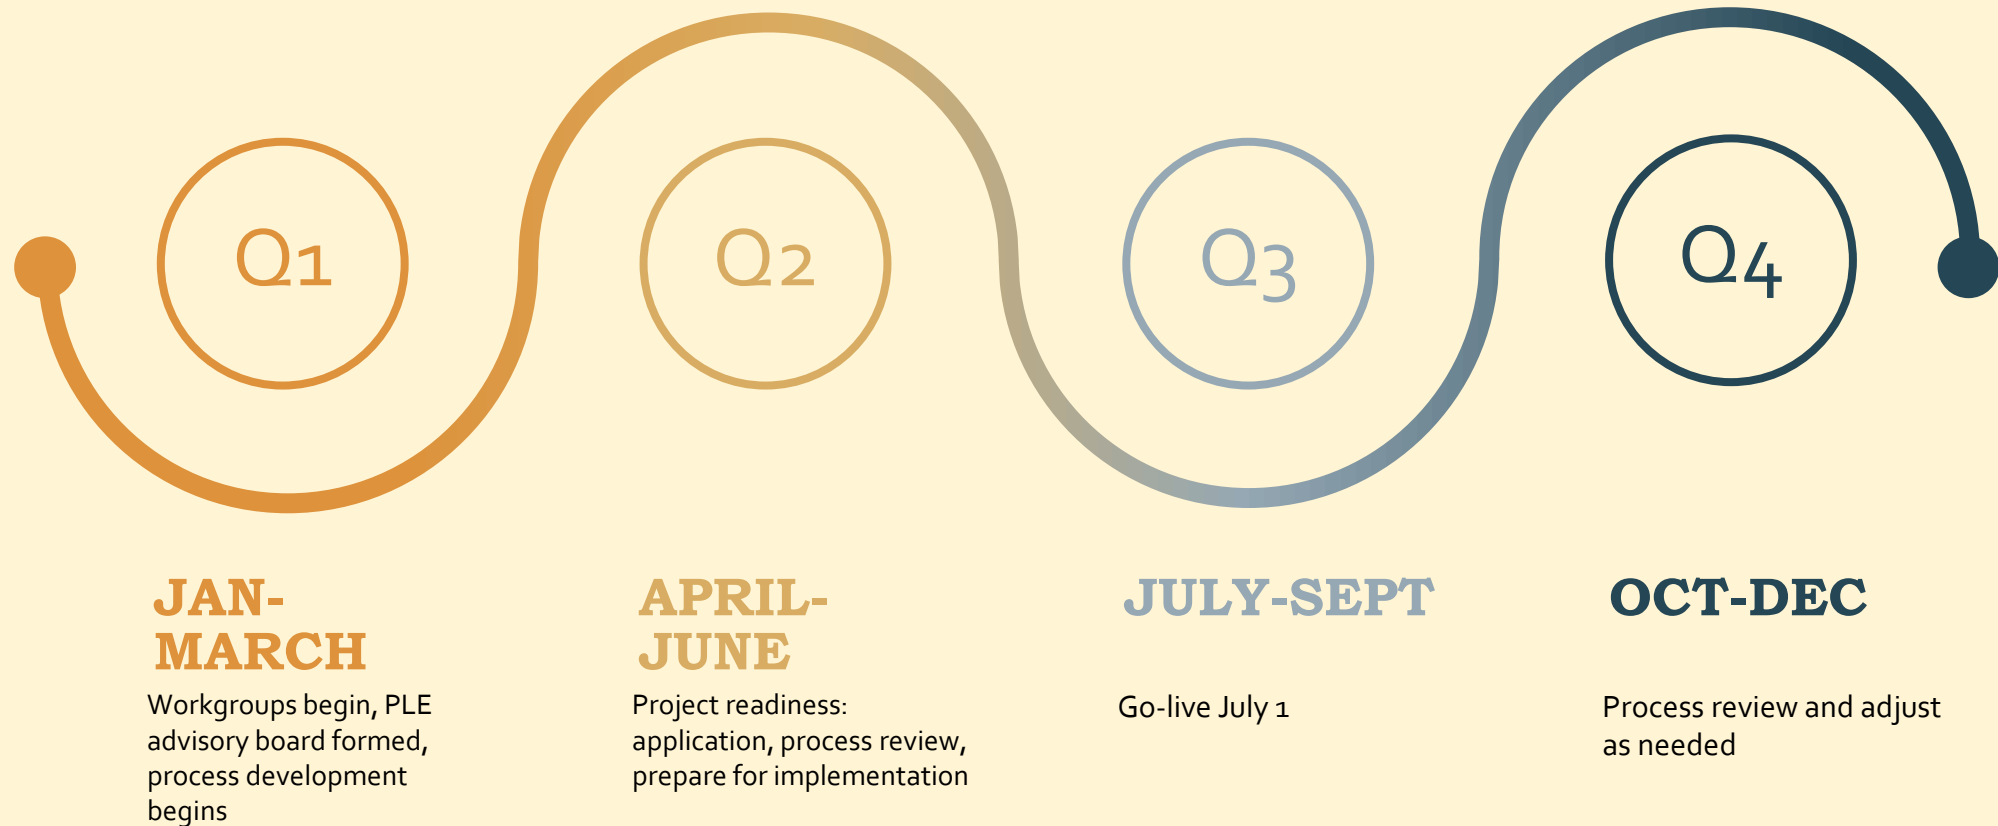 Q1
Q2
Q3
Q4
JAN-
MARCH
Workgroups begin, PLE
advisory board formed,
process development
begins
APRIL-
JUNE
Project readiness:
application, process review,
prepare for implementation
JULY-SEPT
Go-live July 1
OCT-DEC
Process review and adjust
as needed